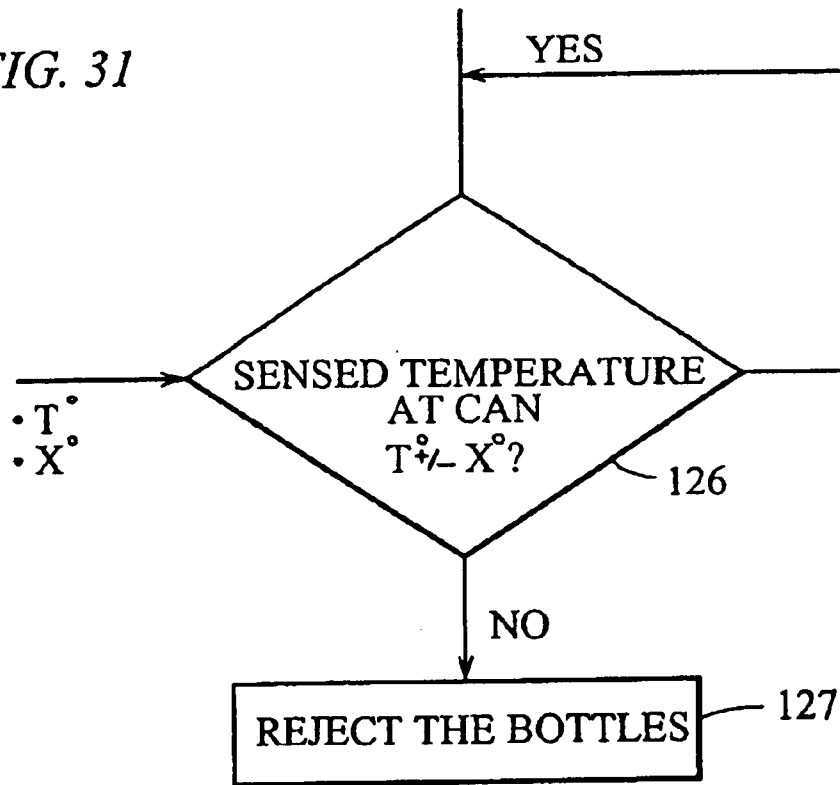 FIG. 31
YES
SENSED TEMPERATURE
AT CAN
T°+/- X°?
• T°
• X°
126
NO
REJECT THE BOTTLES
127